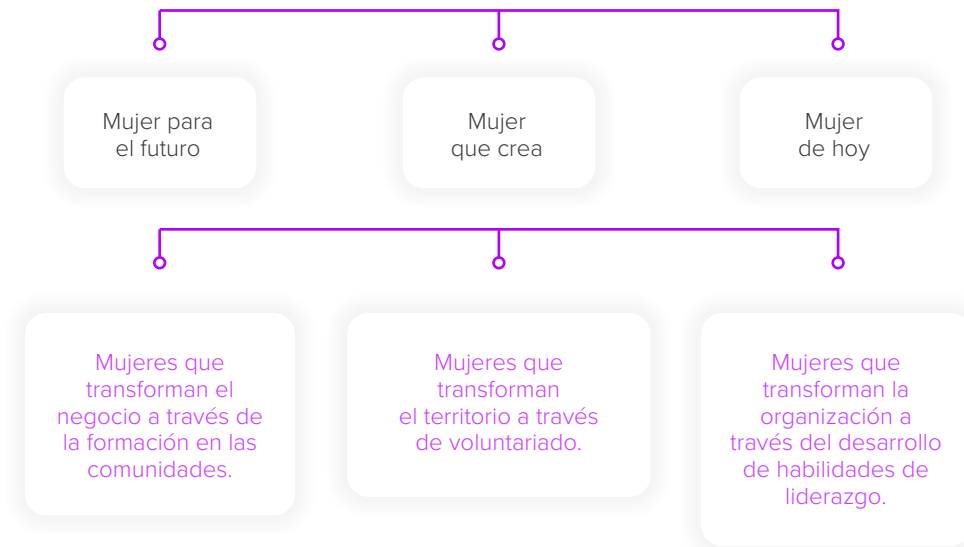 Mujer para
el futuro
Mujer
que crea
Mujer
de hoy
Mujeres que
transforman el
negocio a través de
la formación en las
comunidades.
Mujeres que
transforman
el territorio a través
de voluntariado.
Mujeres que
transforman la
organización a
través del desarrollo
de habilidades de
liderazgo.